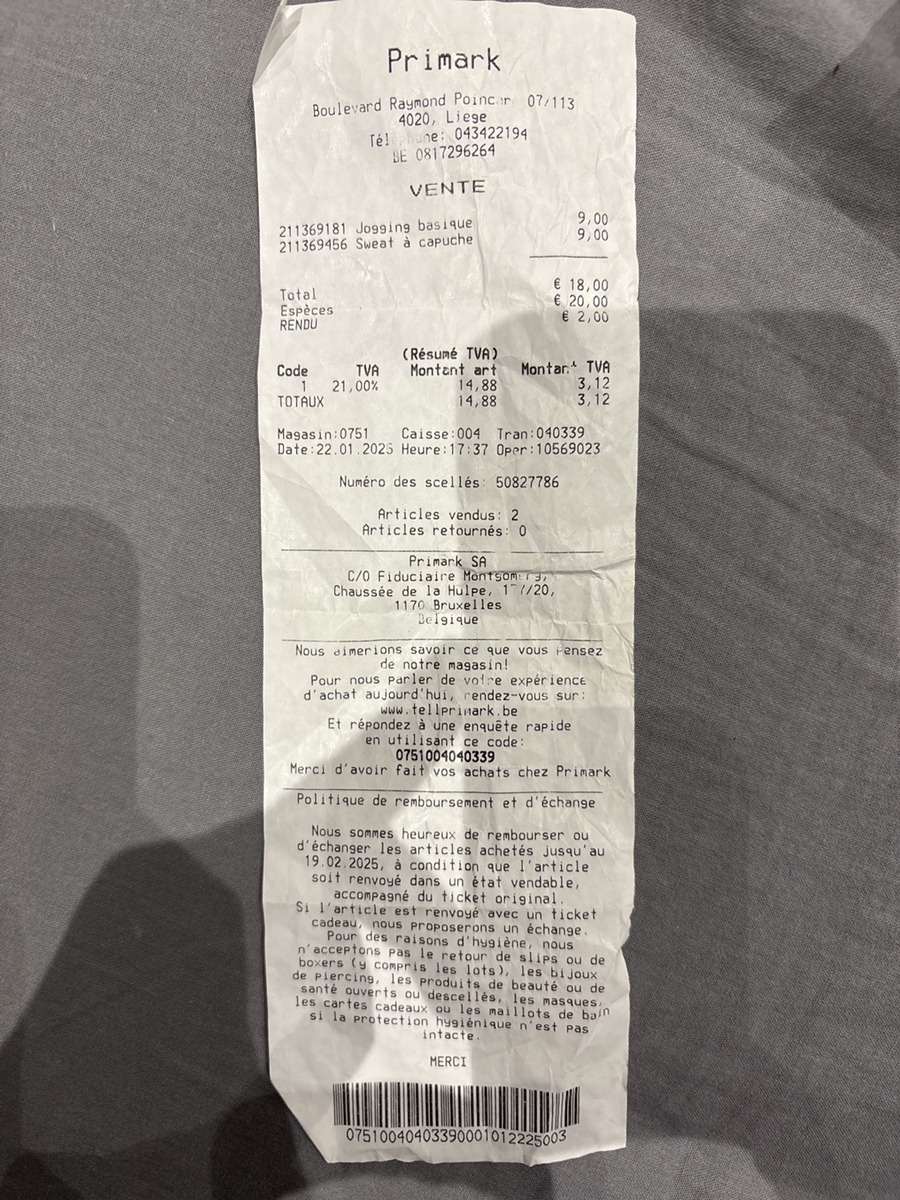 Primark
Boulevard Raymond 07/113
4020, Liege
043422194
BE 0817296264
VENTE
211369181 Jogging basique 9,00
211369456 Sweat à capuche 9,00
Total € 18,00
Espèces € 20,00
RENDU € 2,00
(Résumé TVA)
Code TVA Montant art Montant TVA
1 21,00% 14,88 3,12
TOTAUX 14,88 3,12
Magasin:0751 Caisse:004 Tran:040339
Date:22.01.2025 Heure:17:37 Oper:10569023
Numéro des scellés: 50827786
Articles vendus: 2
Articles retournés: 0
Primark SA
C/O Fiduciaire
Chaussée de la Hulpe,
1170 Bruxelles
Belgique
Nous aimerions savoir ce que vous pensez
de notre magasin!
Pour nous parler de votre expérience
d'achat aujourd'hui, rendez-vous sur:
www.tellprimark.be
Et répondez à une enquête rapide
en utilisant ce code:
0751004040339
Merci d'avoir fait vos achats chez Primark
Politique de remboursement et d'échange
Nous sommes heureux de rembourser ou
d'échanger les articles achetés jusqu'au
19.02.2025, à condition que l'article
soit renvoyé dans un état vendable,
accompagné du ticket original.
Si l'article est renvoyé avec un ticket
cadeau, nous proposerons un échange.
Pour des raisons d'hygiène, nous
n'acceptons pas le retour de slips ou de
boxers (y compris les lots), les bijoux
de piercing, les produits de beauté ou de
santé ouverts ou descellés, les masques,
les cartes cadeaux ou les maillots de bain
si la protection hygiénique n'est pas
intacte.
MERCI
07510040403390001012225003